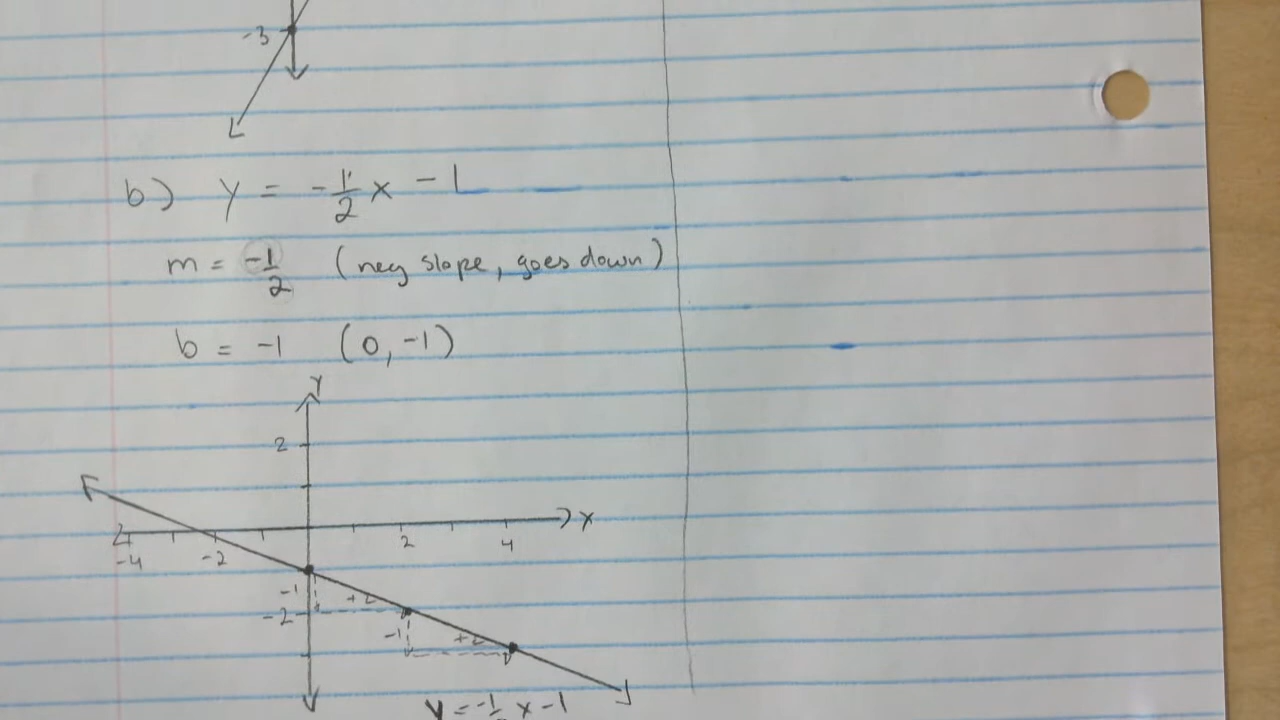 -3
b) y = -1/2 x - 1
m = -1/2 (neg slope, goes down)
b = -1 (0, -1)
y
2
x
-4 -2 2 4
-1 +2
-2
-1 +2
y = -1/2 x - 1